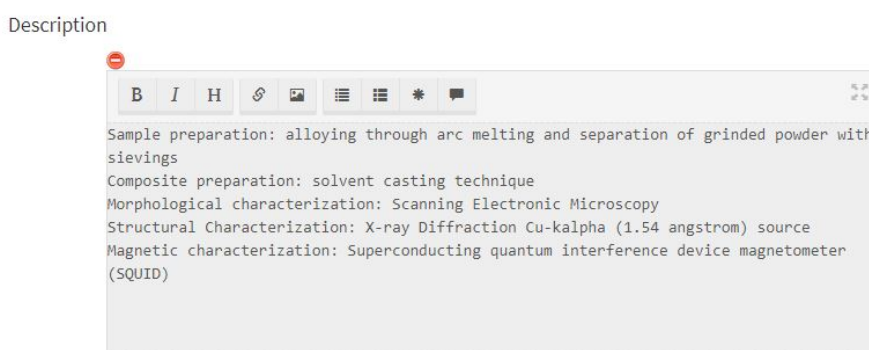 Description
B I H
Sample preparation: alloying through arc melting and separation of grinded powder with
sievings
Composite preparation: solvent casting technique
Morphological characterization: Scanning Electronic Microscopy
Structural Characterization: X-ray Diffraction Cu-kalpha (1.54 angstrom) source
Magnetic characterization: Superconducting quantum interference device magnetometer
(SQUID)